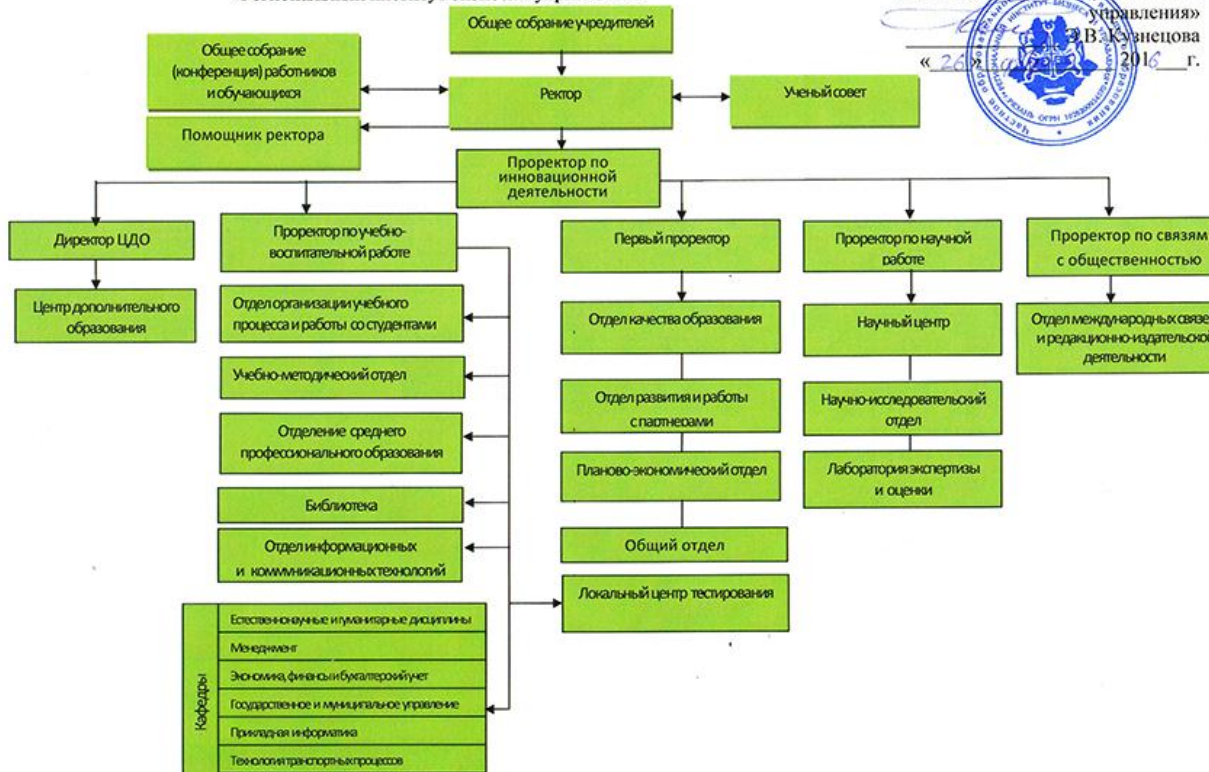 Общее собрание учредителей
управления»
Э.В. Кузнецова
« 26 » 2016 г.
Общее собрание
(конференция) работников
и обучающихся
Ректор
Ученый совет
Помощник ректора
Проректор по
инновационной
деятельности
Директор ЦДО
Проректор по учебно-
воспитательной работе
Первый проректор
Проректор по научной
работе
Проректор по связям
с общественностью
Центр дополнительного
образования
Отдел организации учебного
процесса и работы со студентами
Отдел качества образования
Научный центр
Отдел международных связе
и редакционно-издательской
деятельности
Учебно-методический отдел
Отдел развития и работы
с партнерами
Научно-исследовательский
отдел
Отделение среднего
профессионального образования
Планово-экономический отдел
Лаборатория экспертизы
и оценки
Библиотека
Отдел информационных
и коммуникационных технологий
Общий отдел
Локальный центр тестирования
Кафедры
Естественнонаучные и гуманитарные дисциплины
Менеджмент
Экономика, финансы и бухгалтерский учет
Государственное и муниципальное управление
Прикладная информатика
Технология транспортных процессов